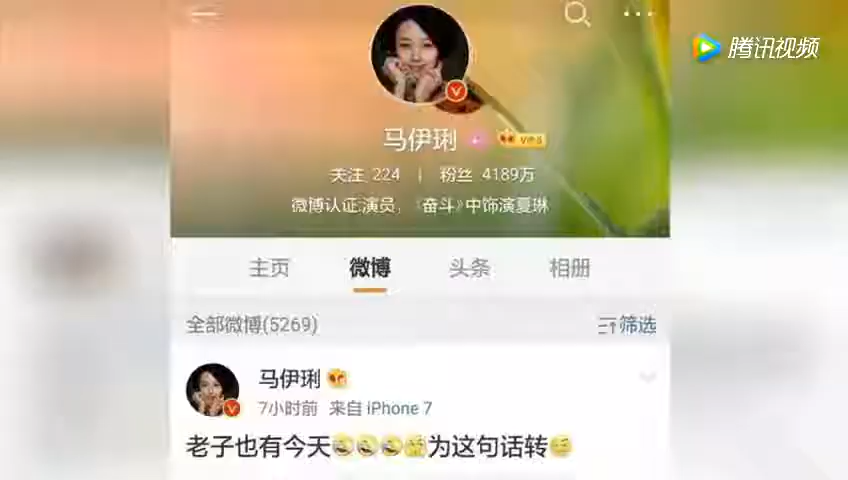 腾讯视频
马伊琍
VIP 6
关注 224 | 粉丝 4189万
微博认证:演员，《奋斗》中饰演夏琳
主页 微博 头条 相册
全部微博(5269) 筛选
马伊琍
7小时前 来自 iPhone 7
老子也有今天为这句话转